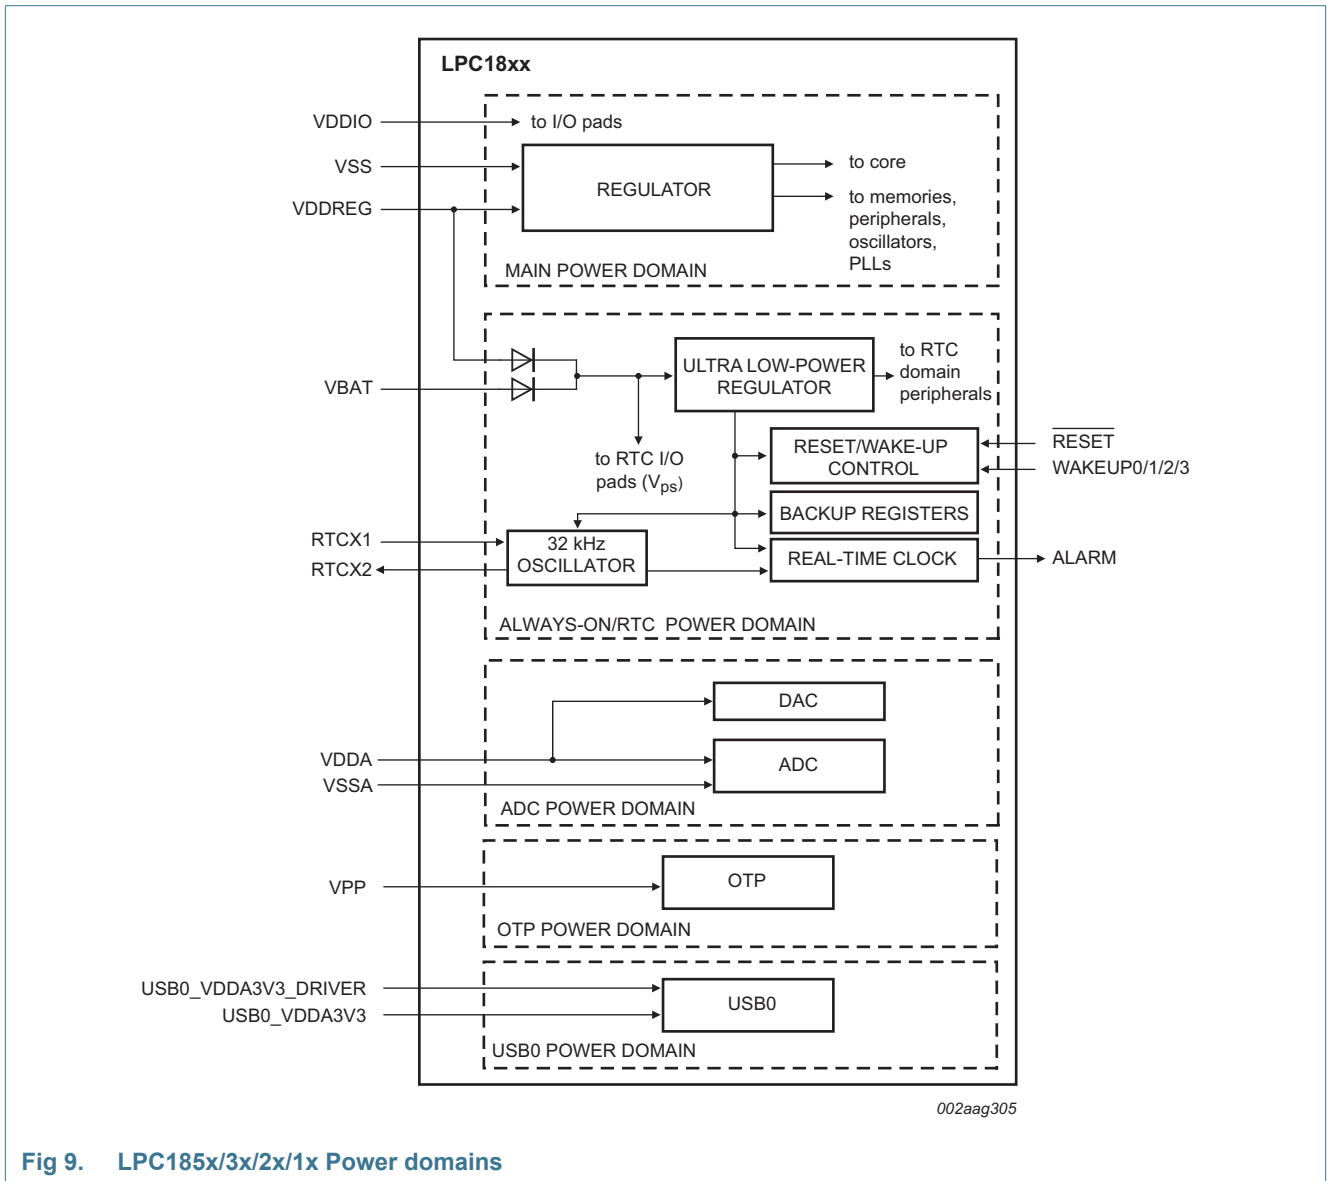 LPC18xx
VDDIO
to I/O pads
VSS
REGULATOR
to core
VDDREG
to memories,
peripherals,
oscillators,
PLLs
MAIN POWER DOMAIN
VBAT
ULTRA LOW-POWER
REGULATOR
to RTC
domain
peripherals
to RTC I/O
pads (Vps)
RESET/WAKE-UP
CONTROL
RESET
WAKEUP0/1/2/3
BACKUP REGISTERS
RTCX1
RTCX2
32 kHz
OSCILLATOR
REAL-TIME CLOCK
ALARM
ALWAYS-ON/RTC POWER DOMAIN
DAC
VDDA
ADC
VSSA
ADC POWER DOMAIN
VPP
OTP
OTP POWER DOMAIN
USB0_VDDA3V3_DRIVER
USB0_VDDA3V3
USB0
USB0 POWER DOMAIN
002aag305
Fig 9. LPC185x/3x/2x/1x Power domains